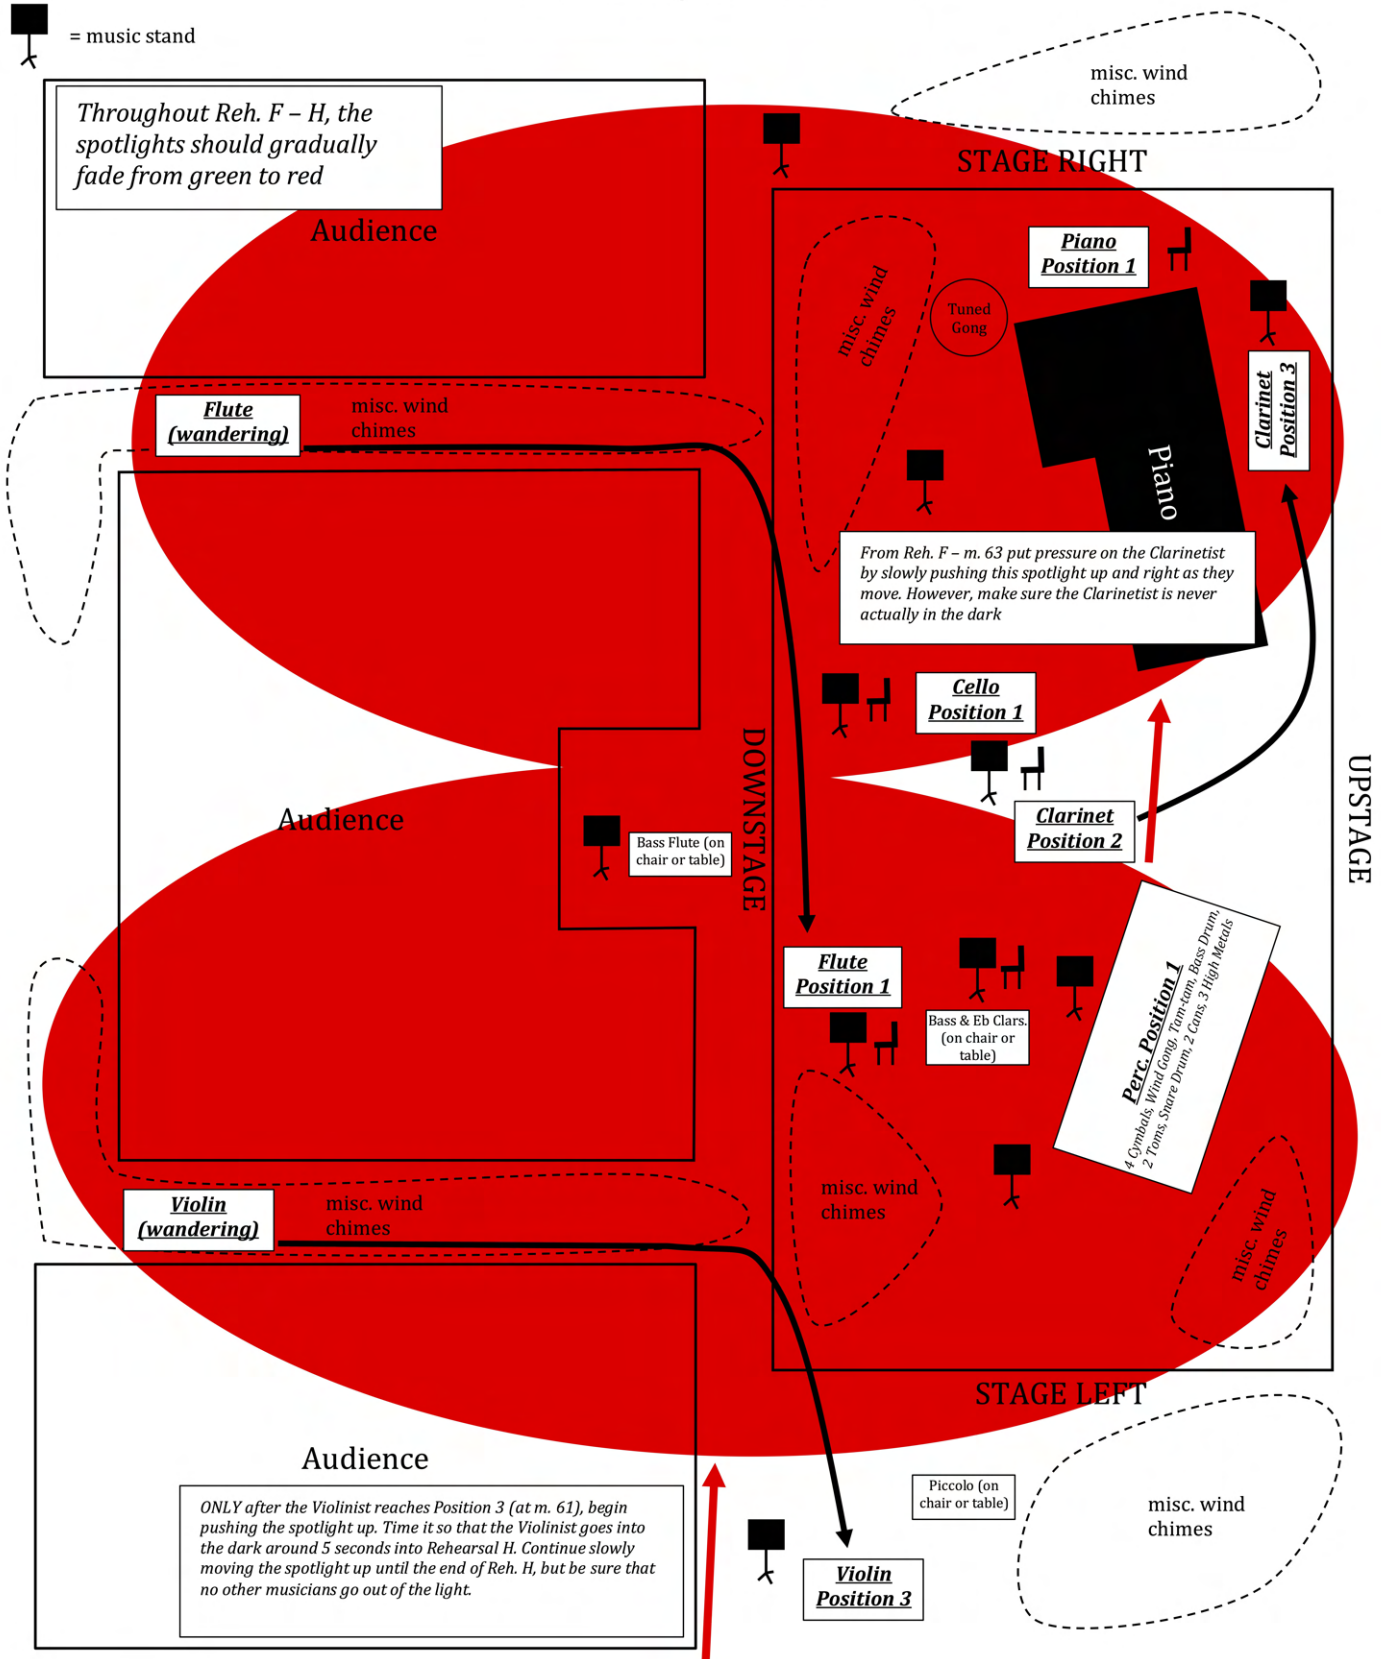 = music stand
misc. wind
chimes
Throughout Reh. F – H, the
spotlights should gradually
fade from green to red
STAGE RIGHT
Audience
Piano
Position 1
misc. wind
chimes
Tuned
Gong
Clarinet
Position 3
Flute
(wandering)
misc. wind
chimes
Piano
From Reh. F – m. 63 put pressure on the Clarinetist
by slowly pushing this spotlight up and right as they
move. However, make sure the Clarinetist is never
actually in the dark
Cello
Position 1
DOWNSTAGE
UPSTAGE
Audience
Bass Flute (on
chair or table)
Clarinet
Position 2
Flute
Position 1
Bass & Eb Clars.
(on chair or
table)
Perc. Position 1
4 Cymbals, Wind Gong, Tam-tam, Bass Drum,
2 Toms, Snare Drum, 2 Cans, 3 High Metals
misc. wind
chimes
Violin
(wandering)
misc. wind
chimes
misc. wind
chimes
STAGE LEFT
Audience
ONLY after the Violinist reaches Position 3 (at m. 61), begin
pushing the spotlight up. Time it so that the Violinist goes into
the dark around 5 seconds into Rehearsal H. Continue slowly
moving the spotlight up until the end of Reh. H, but be sure that
no other musicians go out of the light.
Piccolo (on
chair or table)
misc. wind
chimes
Violin
Position 3